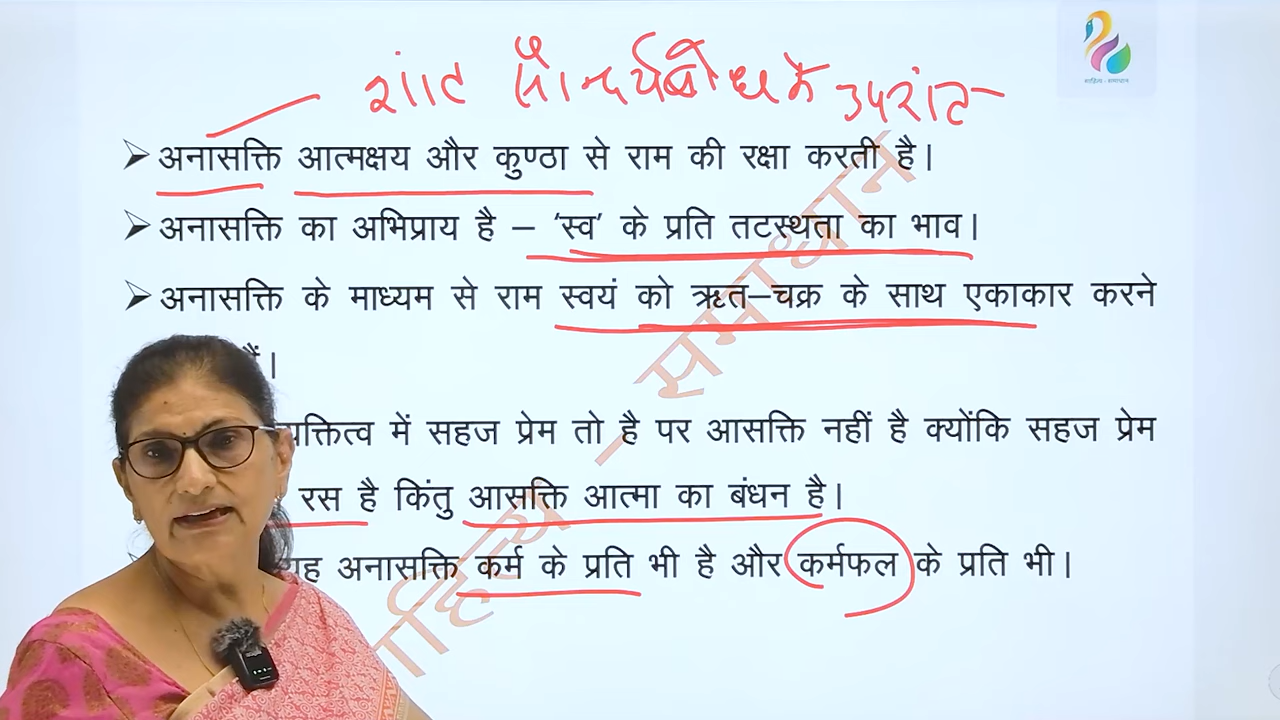 साहित्य - समाधान
शांत सौन्दर्यबोध के उपरांत
➢ अनासक्ति आत्मक्षय और कुण्ठा से राम की रक्षा करती है।
➢ अनासक्ति का अभिप्राय है – 'स्व' के प्रति तटस्थता का भाव।
➢ अनासक्ति के माध्यम से राम स्वयं को ऋत–चक्र के साथ एकाकार करने
हैं।
में सहज प्रेम तो है पर आसक्ति नहीं है क्योंकि सहज प्रेम
रस है किंतु आसक्ति आत्मा का बंधन है।
अनासक्ति कर्म के प्रति भी है और कर्मफल के प्रति भी।
- समाधान